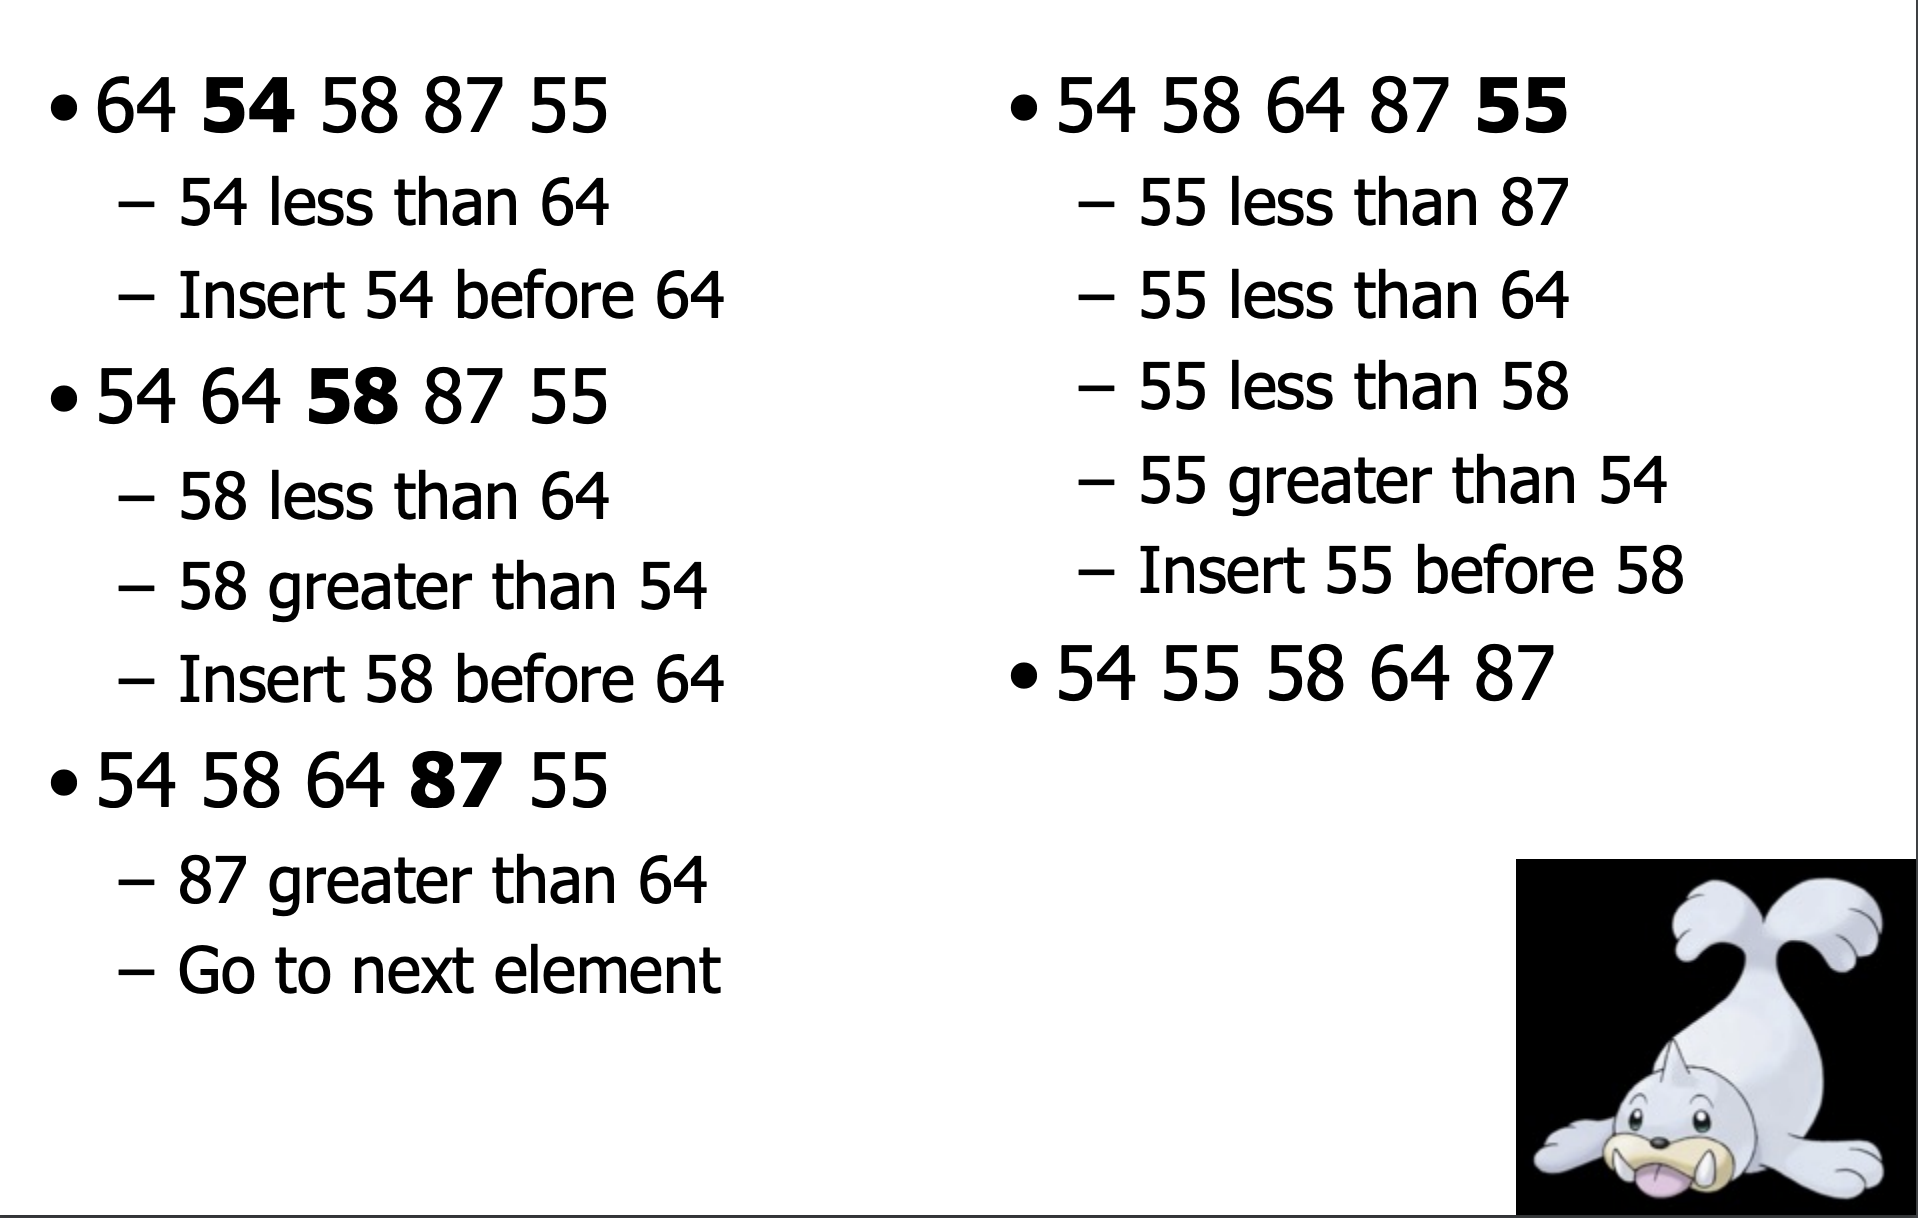 • 64 54 58 87 55
– 54 less than 64
– Insert 54 before 64
• 54 64 58 87 55
– 58 less than 64
– 58 greater than 54
– Insert 58 before 64
• 54 58 64 87 55
– 87 greater than 64
– Go to next element
• 54 58 64 87 55
– 55 less than 87
– 55 less than 64
– 55 less than 58
– 55 greater than 54
– Insert 55 before 58
• 54 55 58 64 87